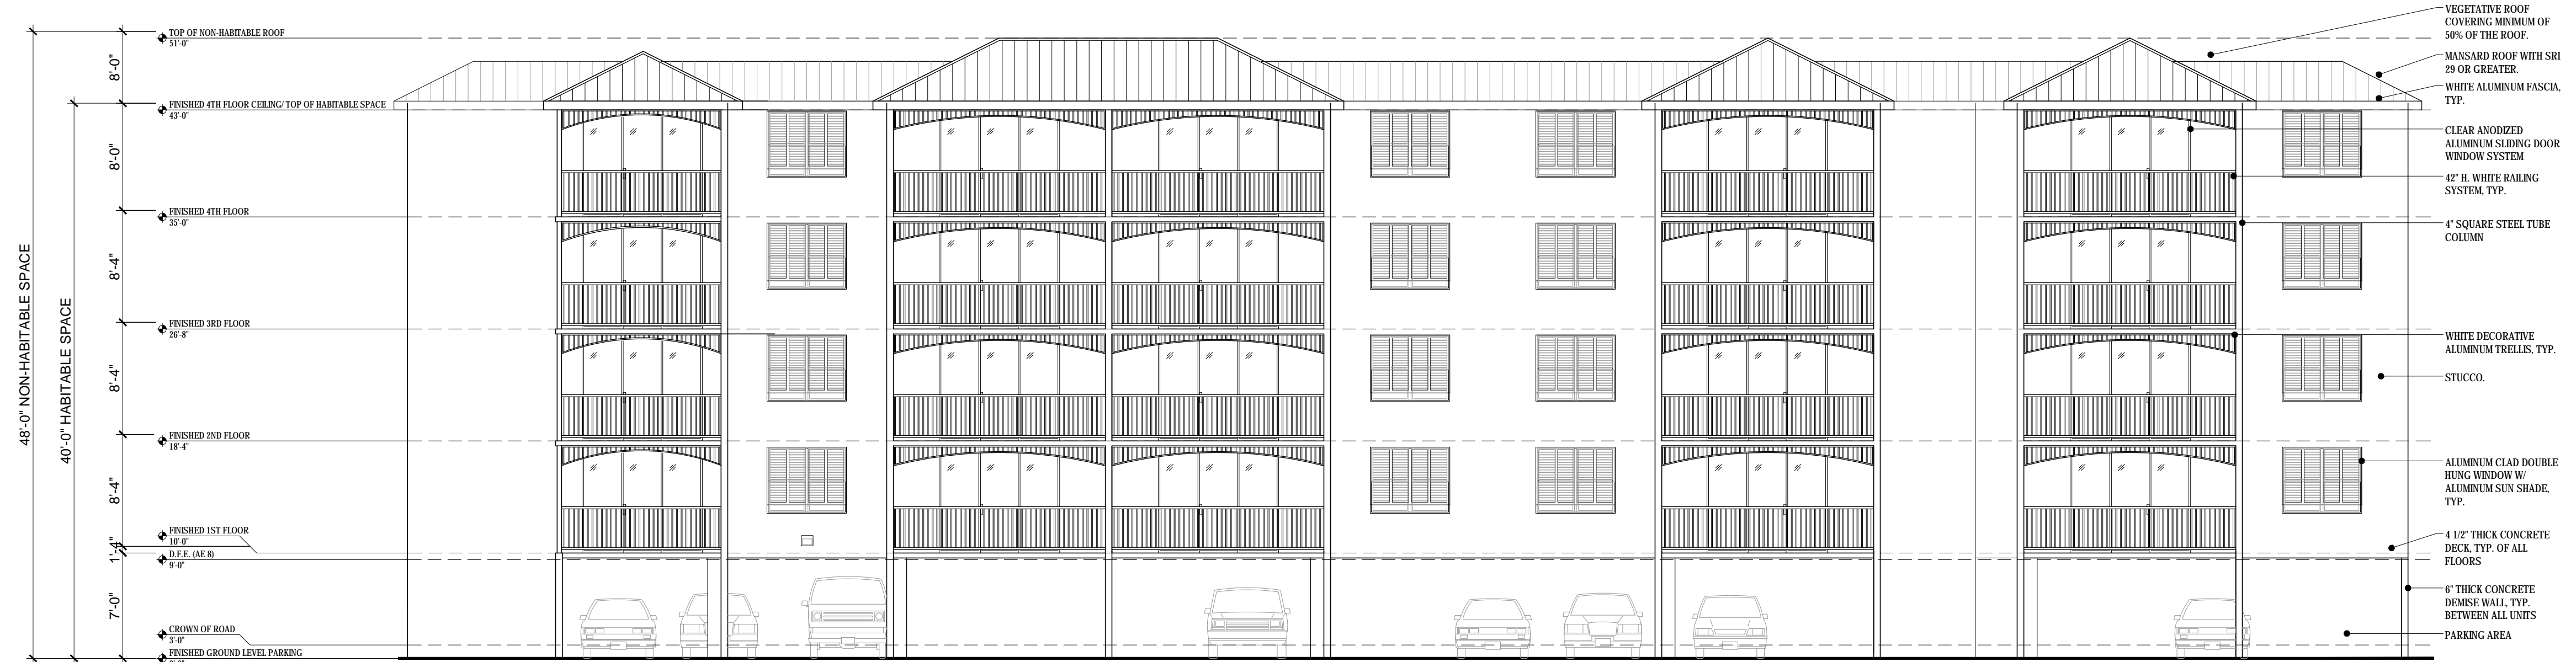 TOP OF NON-HABITABLE ROOF
51'-0"
FINISHED 4TH FLOOR CEILING/ TOP OF HABITABLE SPACE
43'-0"
FINISHED 4TH FLOOR
35'-0"
FINISHED 3RD FLOOR
26'-8"
FINISHED 2ND FLOOR
18'-4"
FINISHED 1ST FLOOR
10'-0"
D.F.E. (AE 8)
9'-0"
CROWN OF ROAD
3'-0"
FINISHED GROUND LEVEL PARKING
48'-0" NON-HABITABLE SPACE
40'-0" HABITABLE SPACE
8'-0"
8'-0"
8'-4"
8'-4"
8'-4"
1'-4"
7'-0"
VEGETATIVE ROOF
COVERING MINIMUM OF
50% OF THE ROOF.
MANSARD ROOF WITH SRI
29 OR GREATER.
WHITE ALUMINUM FASCIA,
TYP.
CLEAR ANODIZED
ALUMINUM SLIDING DOOR
WINDOW SYSTEM
42" H. WHITE RAILING
SYSTEM, TYP.
4" SQUARE STEEL TUBE
COLUMN
WHITE DECORATIVE
ALUMINUM TRELLIS, TYP.
STUCCO.
ALUMINUM CLAD DOUBLE
HUNG WINDOW W/
ALUMINUM SUN SHADE,
TYP.
4 1/2" THICK CONCRETE
DECK, TYP. OF ALL
FLOORS
6" THICK CONCRETE
DEMISE WALL, TYP.
BETWEEN ALL UNITS
PARKING AREA